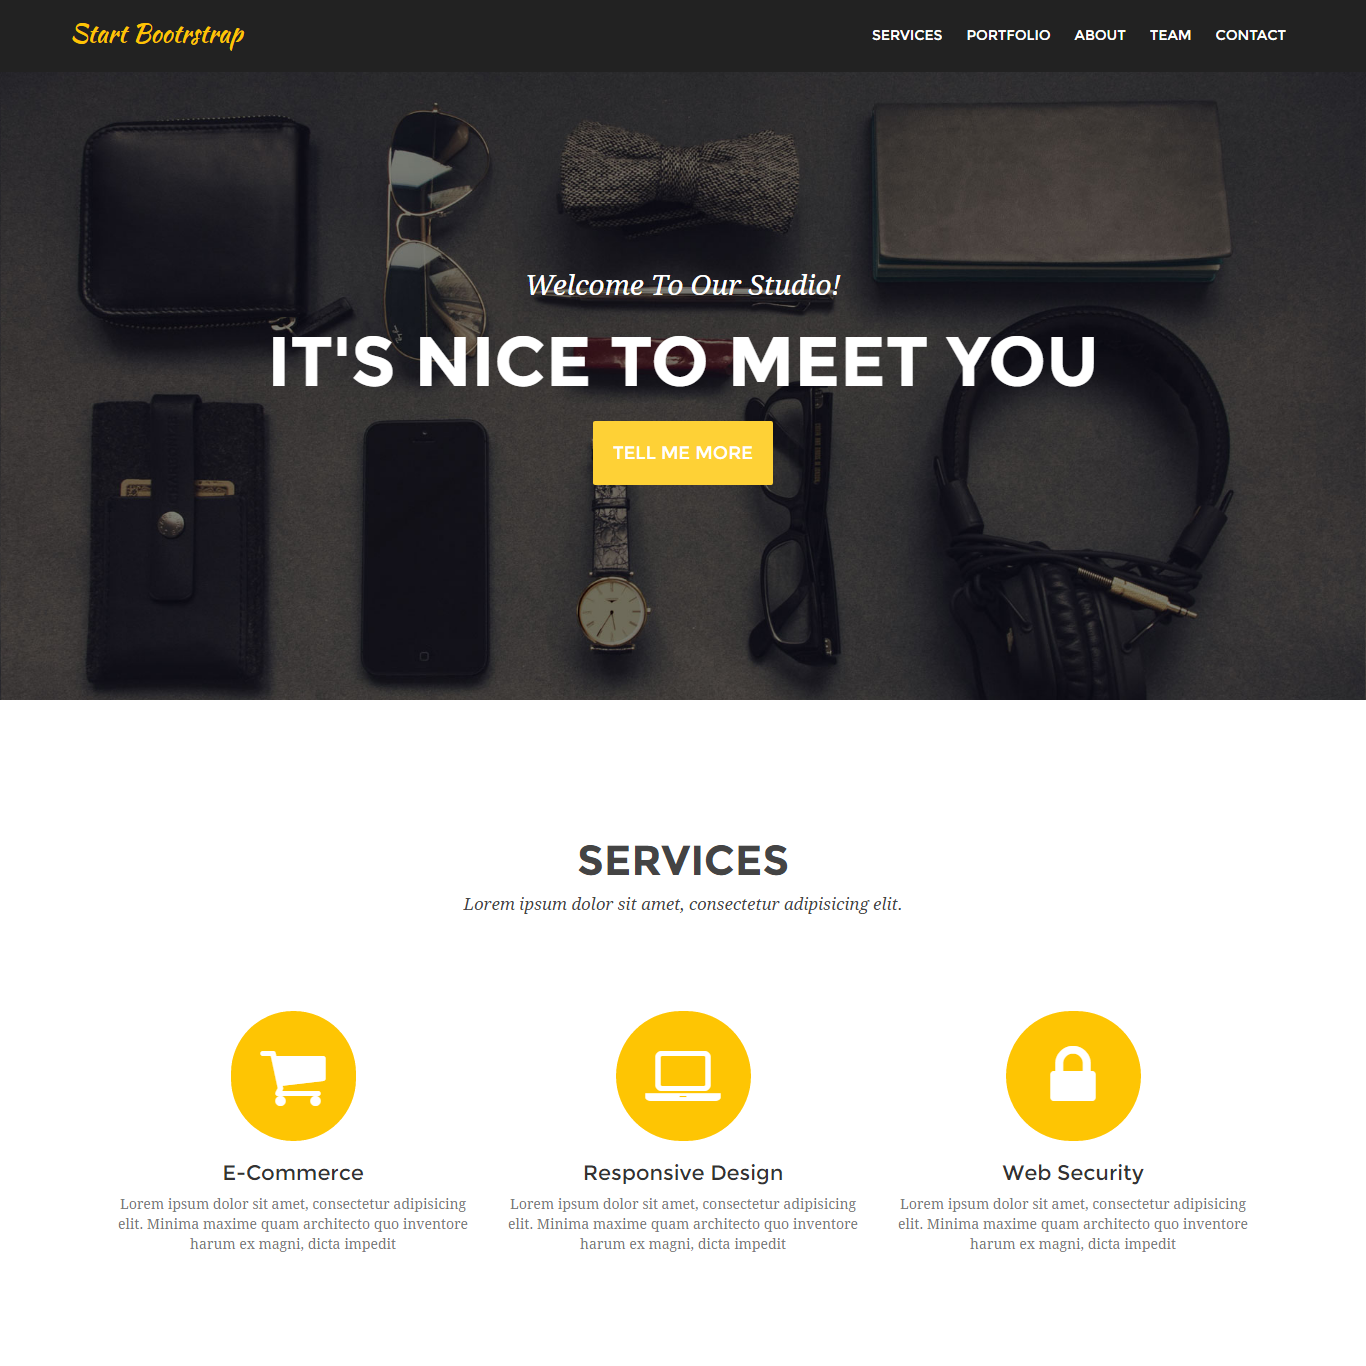 Start Bootrstrap
SERVICES PORTFOLIO ABOUT TEAM CONTACT
Welcome To Our Studio!
IT'S NICE TO MEET YOU
TELL ME MORE
SERVICES
Lorem ipsum dolor sit amet, consectetur adipisicing elit.
E-Commerce
Lorem ipsum dolor sit amet, consectetur adipisicing
elit. Minima maxime quam architecto quo inventore
harum ex magni, dicta impedit
Responsive Design
Lorem ipsum dolor sit amet, consectetur adipisicing
elit. Minima maxime quam architecto quo inventore
harum ex magni, dicta impedit
Web Security
Lorem ipsum dolor sit amet, consectetur adipisicing
elit. Minima maxime quam architecto quo inventore
harum ex magni, dicta impedit